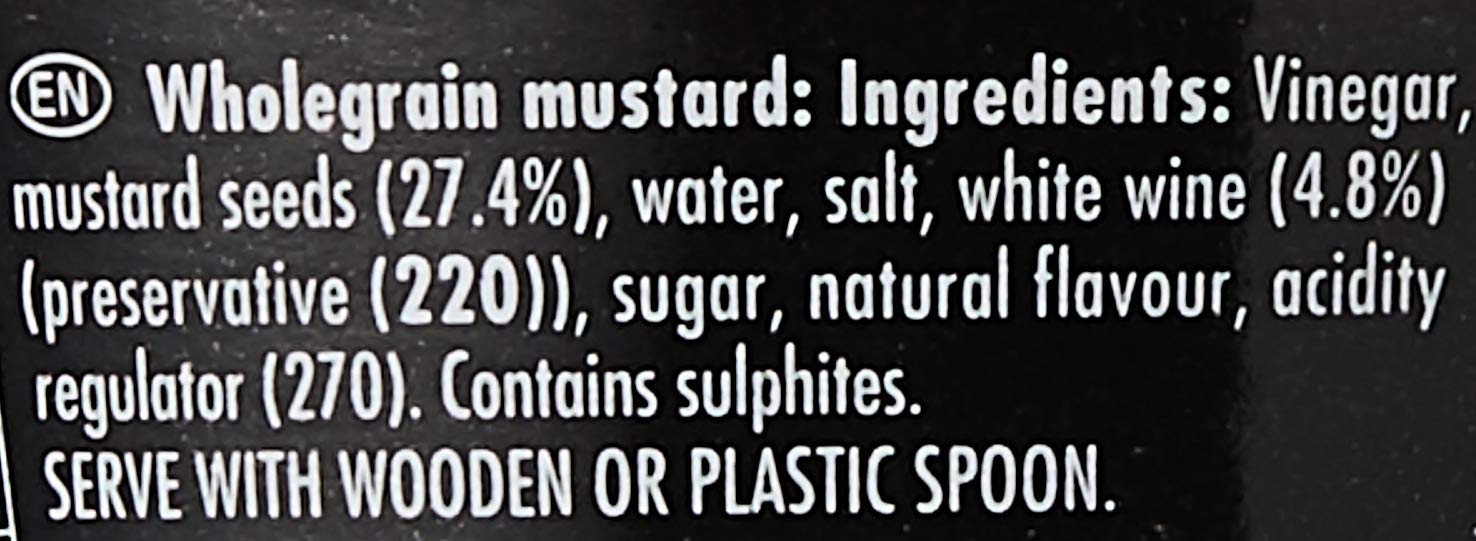 EN Wholegrain mustard: Ingredients: Vinegar,
mustard seeds (27.4%), water, salt, white wine (4.8%)
(preservative (220)), sugar, natural flavour, acidity
regulator (270). Contains sulphites.
SERVE WITH WOODEN OR PLASTIC SPOON.